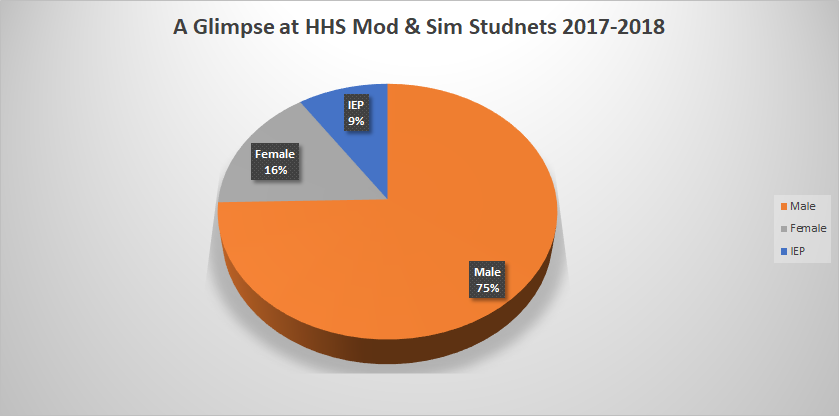 A Glimpse at HHS Mod & Sim Studnets 2017-2018
IEP
9%
Female
16%
Male
75%
Male
Female
IEP